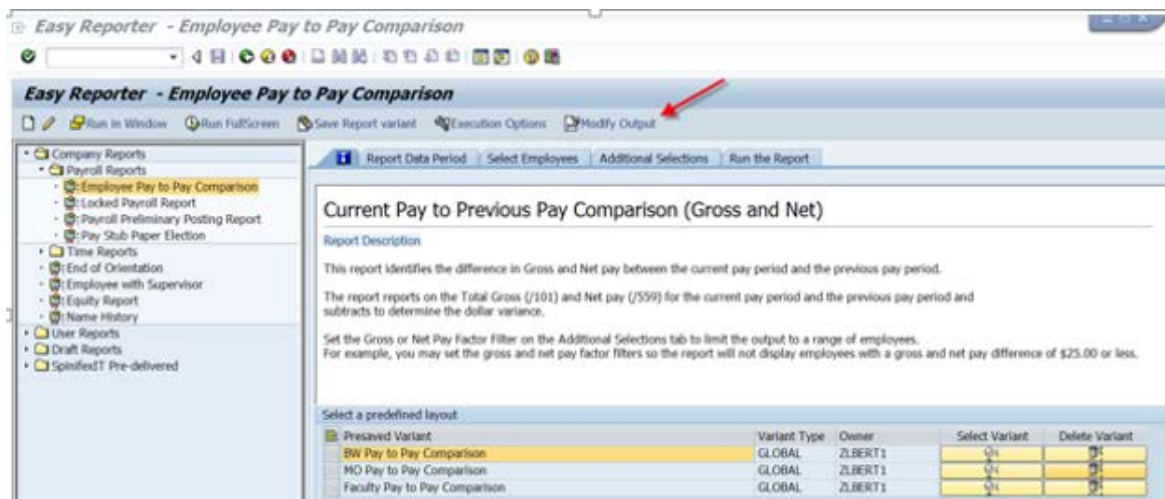 Easy Reporter - Employee Pay to Pay Comparison
Easy Reporter - Employee Pay to Pay Comparison
Run in Window Run FullScreen Save Report variant Execution Options Modify Output
Company Reports
Payroll Reports
Employee Pay to Pay Comparison
Locked Payroll Report
Payroll Preliminary Posting Report
Pay Stub Paper Election
Time Reports
End of Orientation
Employee with Supervisor
Equity Report
Name History
User Reports
Draft Reports
SpinifexIT Pre-delivered
Report Data Period Select Employees Additional Selections Run the Report
Current Pay to Previous Pay Comparison (Gross and Net)
Report Description
This report identifies the difference in Gross and Net pay between the current pay period and the previous pay period.
The report reports on the Total Gross (/101) and Net pay (/559) for the current pay period and the previous pay period and
subtracts to determine the dollar variance.
Set the Gross or Net Pay Factor Filter on the Additional Selections tab to limit the output to a range of employees.
For example, you may set the gross and net pay factor filters so the report will not display employees with a gross and net pay difference of $25.00 or less.
Select a predefined layout
Presaved Variant Variant Type Owner Select Variant Delete Variant
BW Pay to Pay Comparison GLOBAL ZLBERT1
MO Pay to Pay Comparison GLOBAL ZLBERT1
Faculty Pay to Pay Comparison GLOBAL ZLBERT1